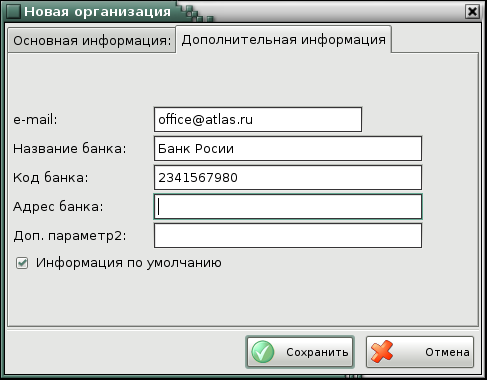 Новая организация
Основная информация: Дополнительная информация
e-mail: office@atlas.ru
Название банка: Банк Росии
Код банка: 2341567980
Адрес банка:
Доп. параметр2:
Информация по умолчанию
Сохранить Отмена